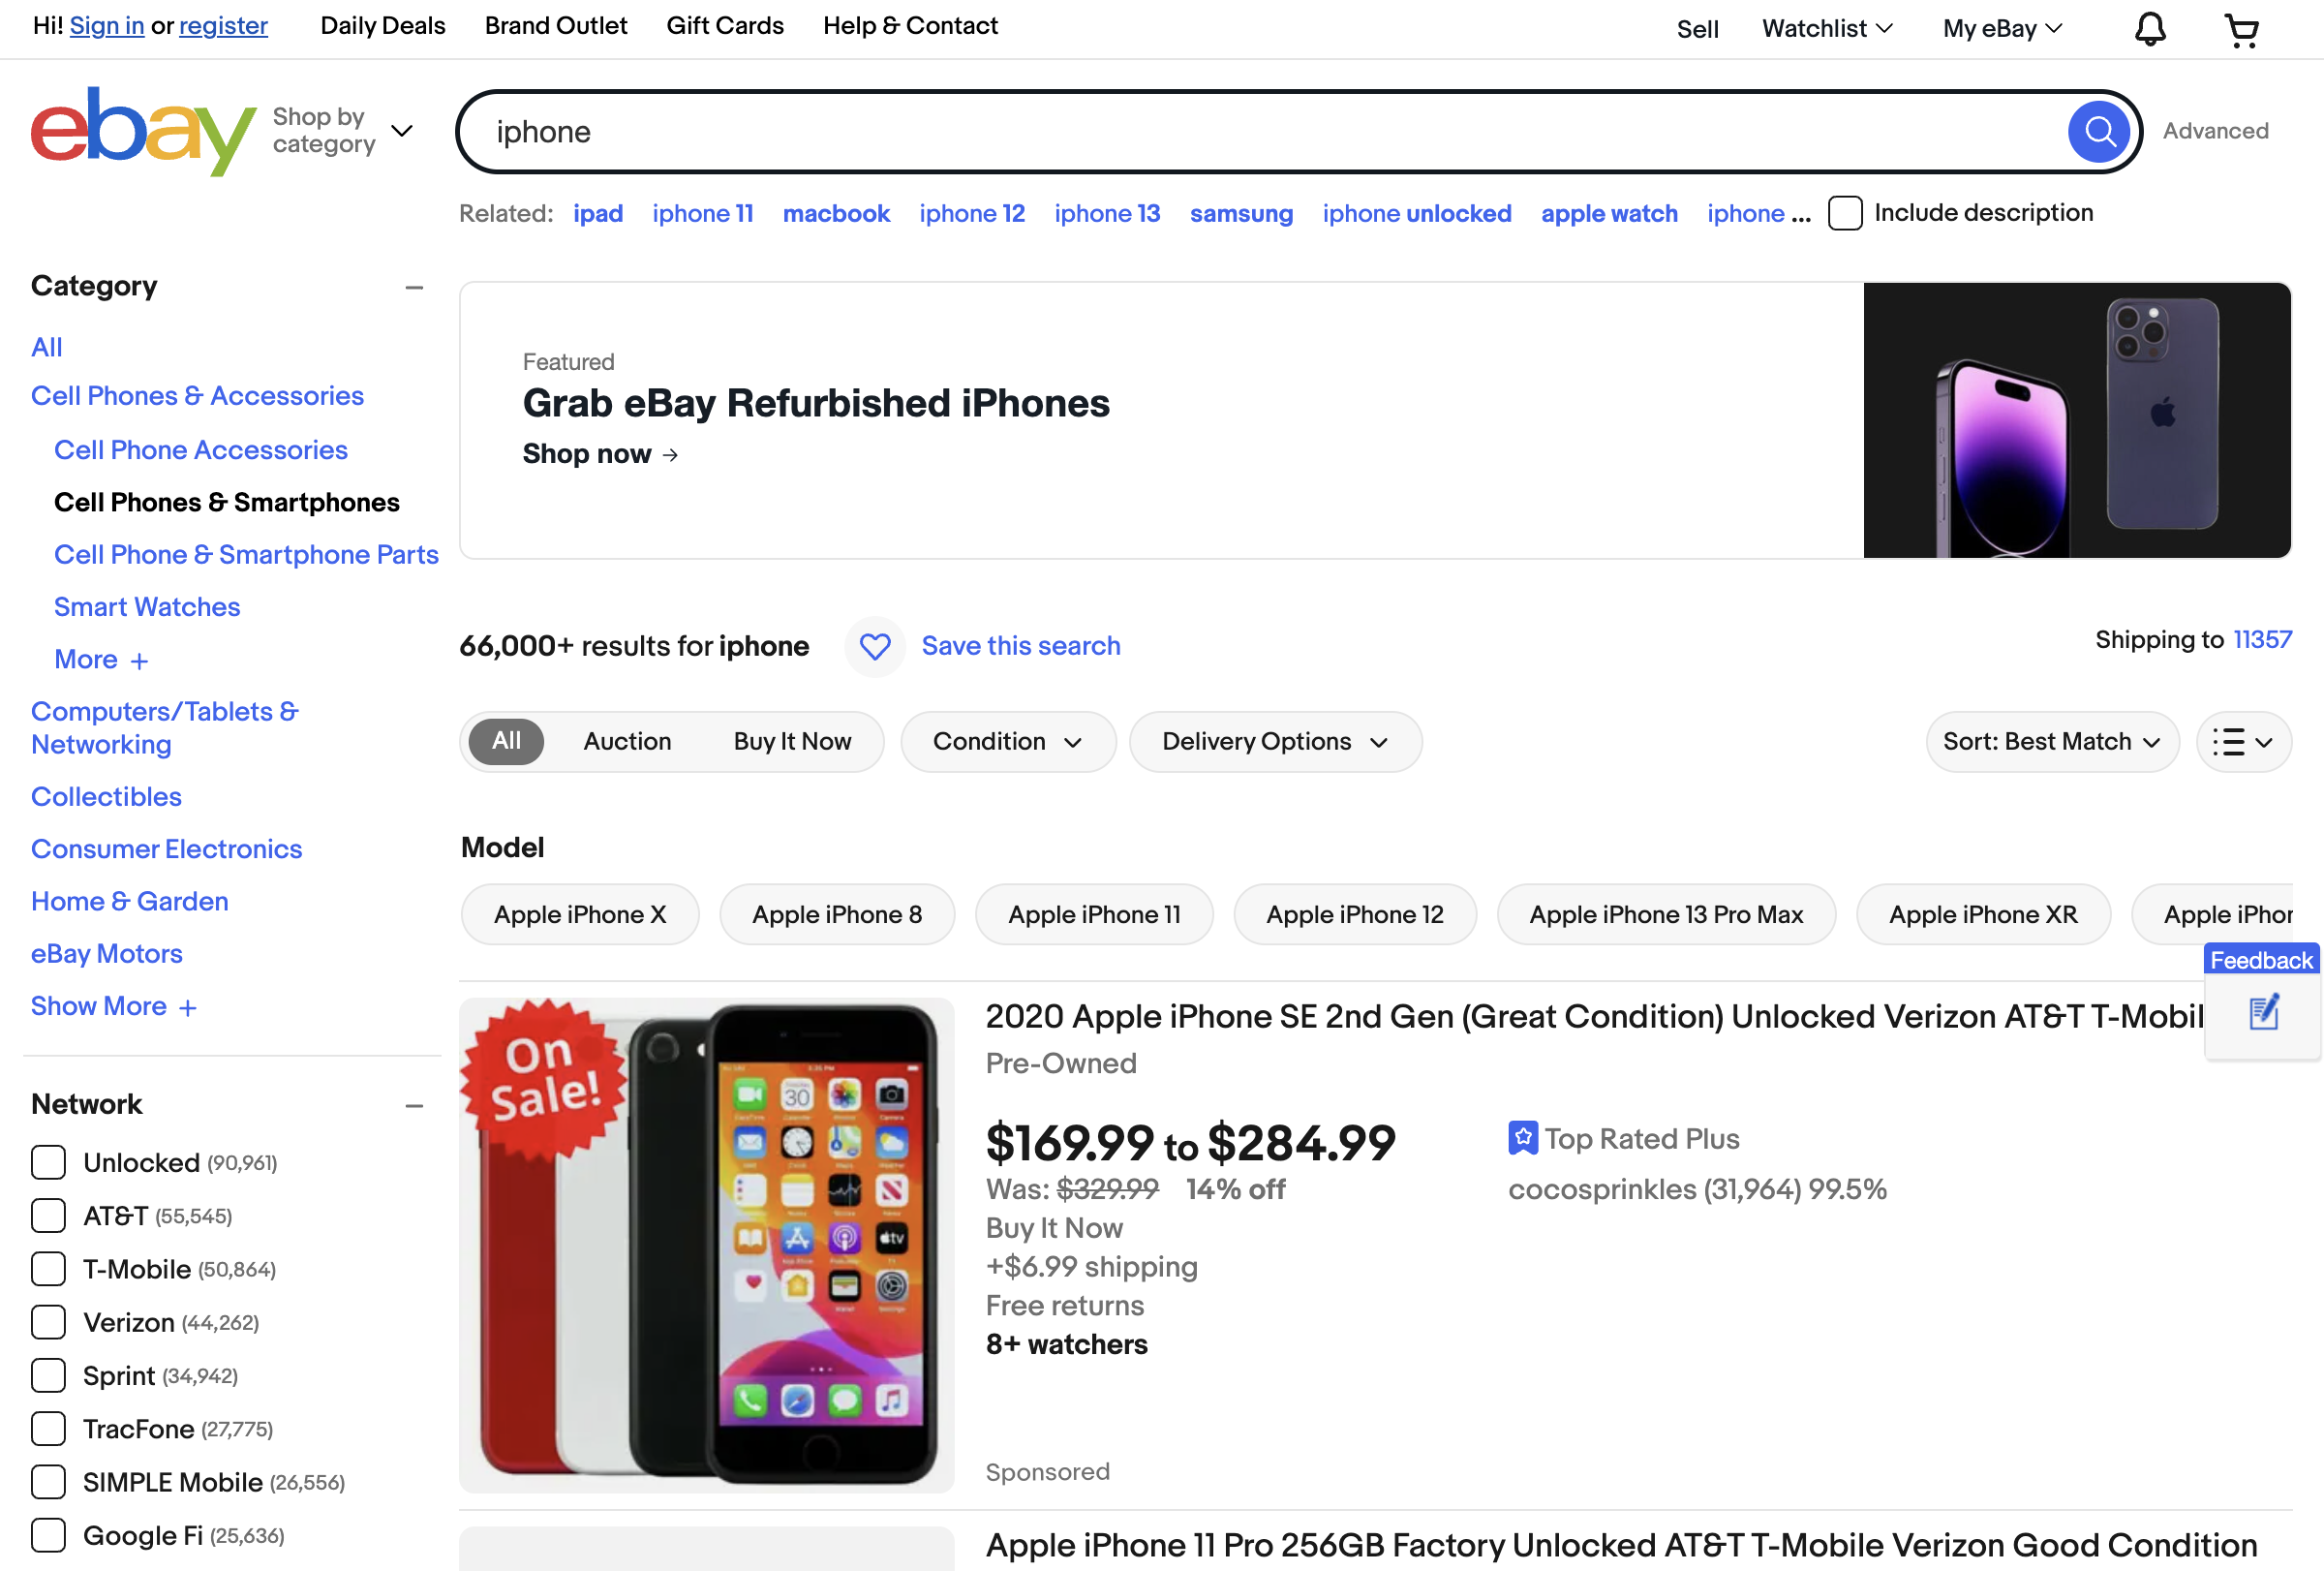 Hi! Sign in or register Daily Deals Brand Outlet Gift Cards Help & Contact Sell Watchlist My eBay
ebay Shop by category iphone Advanced
Related: ipad iphone 11 macbook iphone 12 iphone 13 samsung iphone unlocked apple watch iphone ... Include description
Category
All
Cell Phones & Accessories
Cell Phone Accessories
Cell Phones & Smartphones
Cell Phone & Smartphone Parts
Smart Watches
More +
Computers/Tablets &
Networking
Collectibles
Consumer Electronics
Home & Garden
eBay Motors
Show More +
Network
Unlocked (90,961)
AT&T (55,545)
T-Mobile (50,864)
Verizon (44,262)
Sprint (34,942)
TracFone (27,775)
SIMPLE Mobile (26,556)
Google Fi (25,636)
Featured
Grab eBay Refurbished iPhones
Shop now →
66,000+ results for iphone Save this search Shipping to 11357
All Auction Buy It Now Condition Delivery Options Sort: Best Match
Model
Apple iPhone X Apple iPhone 8 Apple iPhone 11 Apple iPhone 12 Apple iPhone 13 Pro Max Apple iPhone XR Apple iPhon
Feedback
On
Sale!
30
tv
2020 Apple iPhone SE 2nd Gen (Great Condition) Unlocked Verizon AT&T T-Mobil
Pre-Owned
$169.99 to $284.99
Was: $329.99 14% off
Buy It Now
+$6.99 shipping
Free returns
8+ watchers
Top Rated Plus
cocosprinkles (31,964) 99.5%
Sponsored
Apple iPhone 11 Pro 256GB Factory Unlocked AT&T T-Mobile Verizon Good Condition